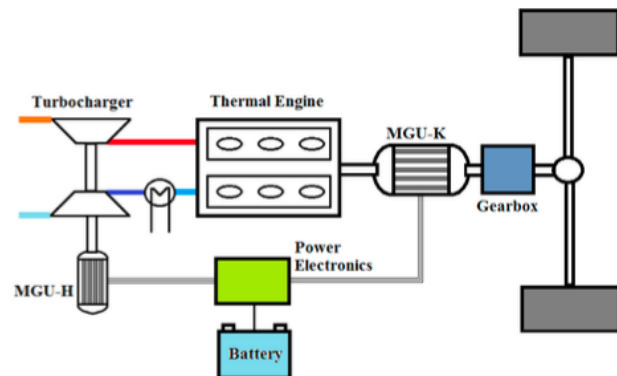 Turbocharger
Thermal Engine
MGU-K
Gearbox
Power
Electronics
MGU-H
Battery